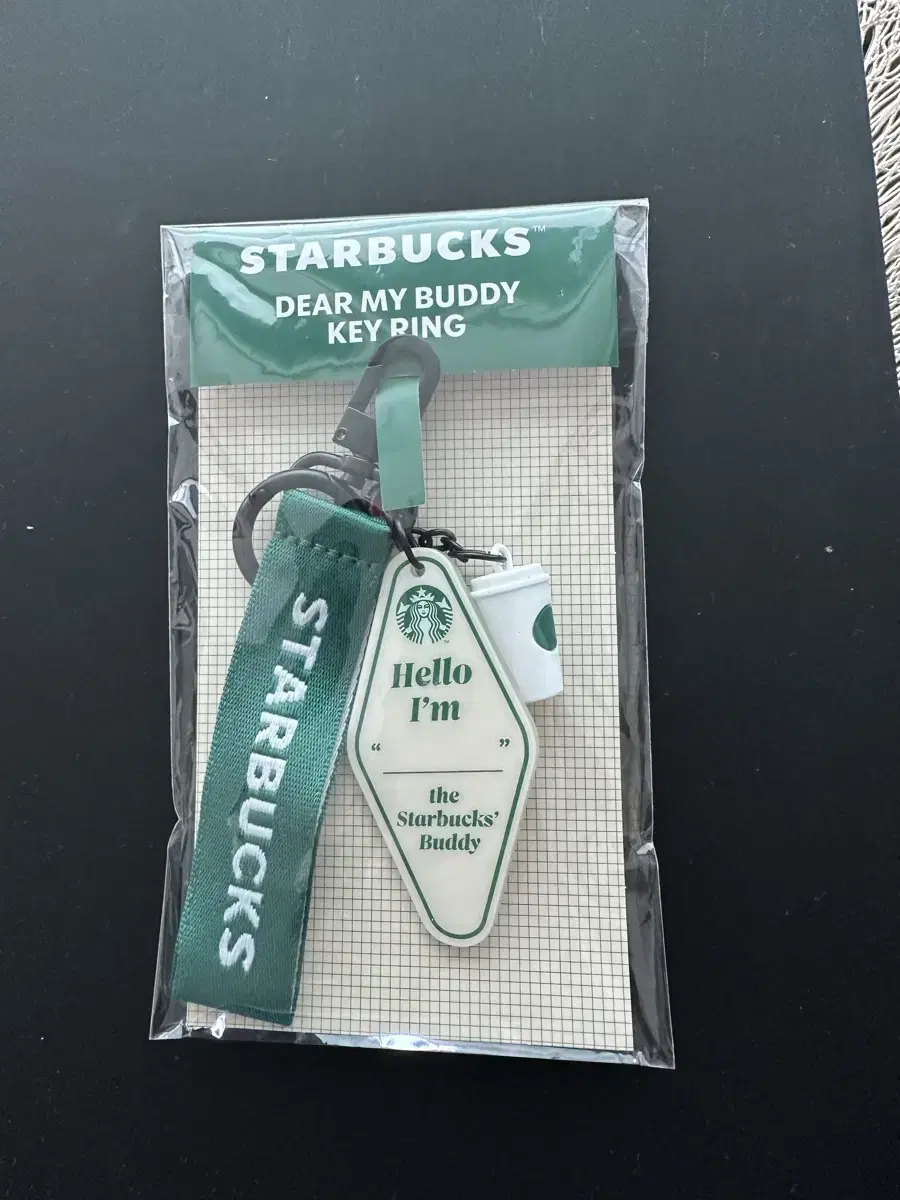 STARBUCKS™
DEAR MY BUDDY
KEY RING
STARBUCKS
Hello
I'm
“ ”
the
Starbucks'
Buddy